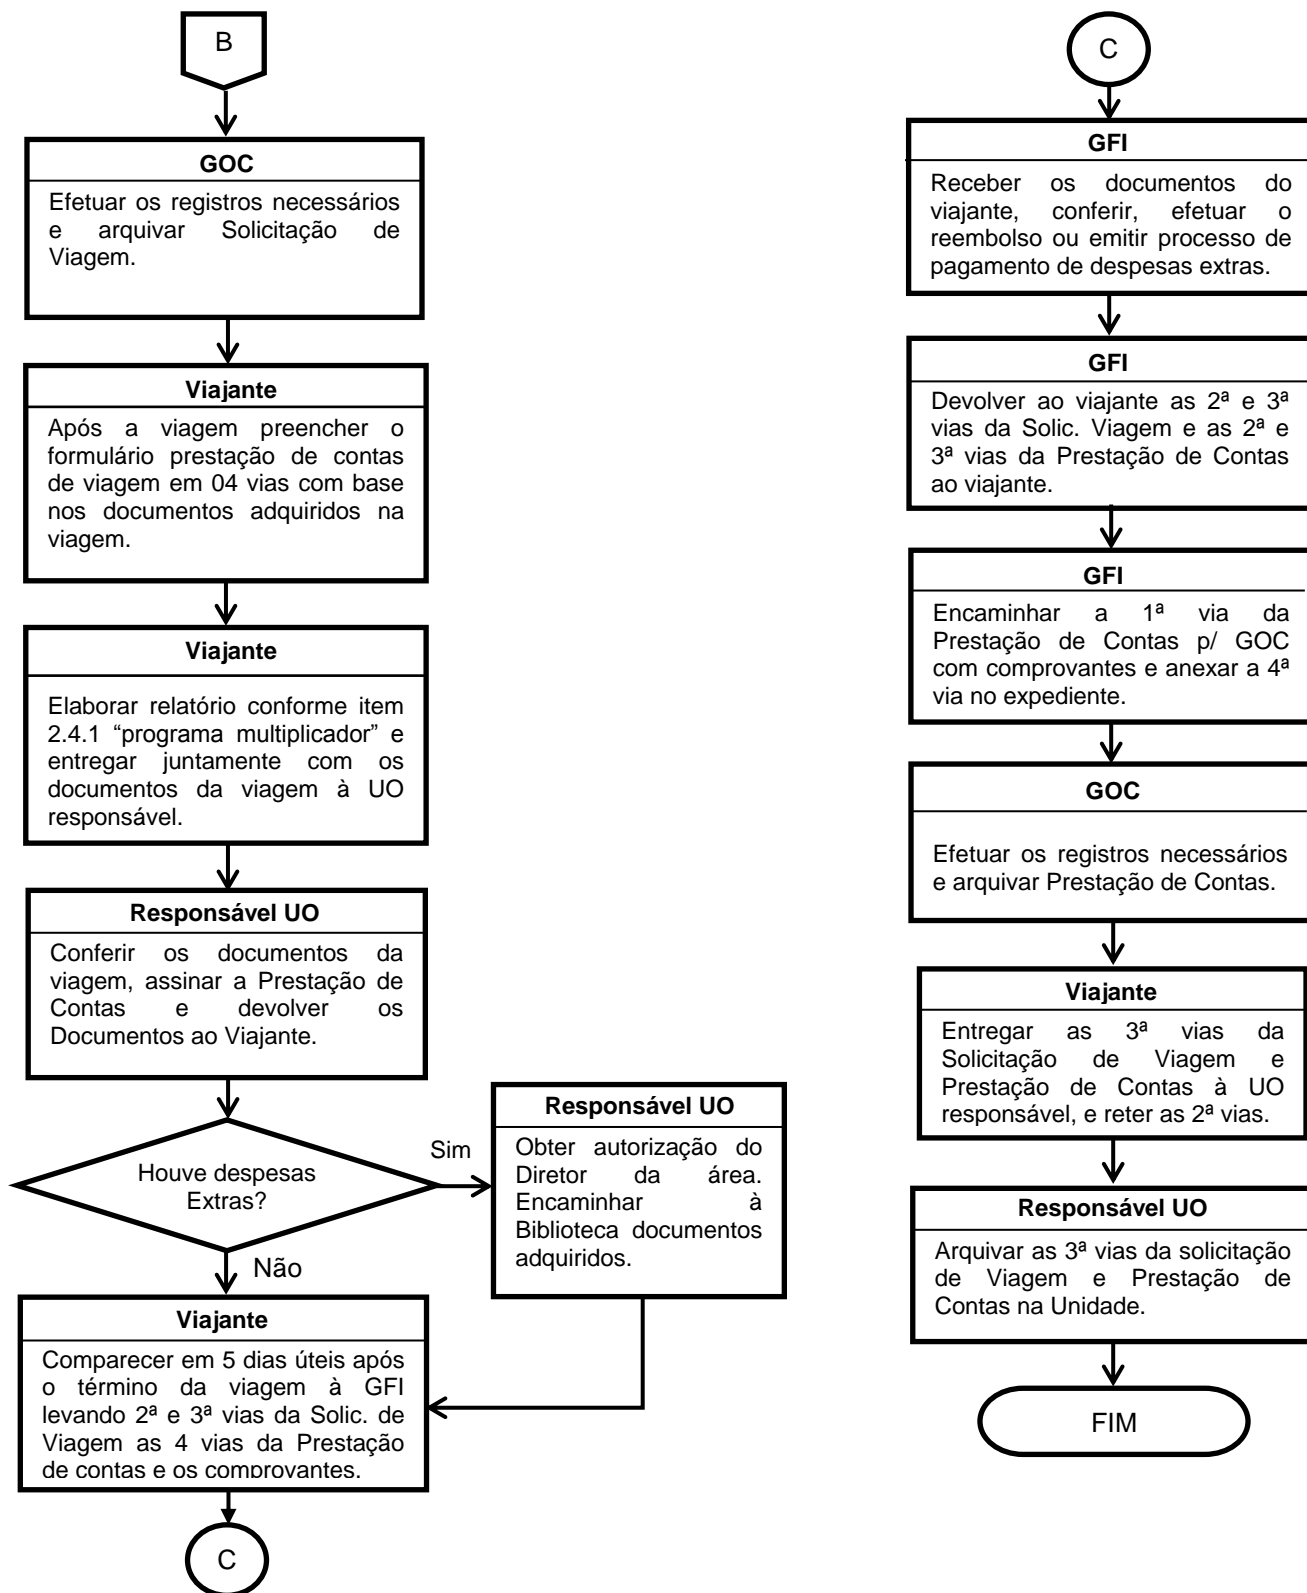 B
GOC
Efetuar os registros necessários
e arquivar Solicitação de
Viagem.
Viajante
Após a viagem preencher o
formulário prestação de contas
de viagem em 04 vias com base
nos documentos adquiridos na
viagem.
Viajante
Elaborar relatório conforme item
2.4.1 “programa multiplicador” e
entregar juntamente com os
documentos da viagem à UO
responsável.
Responsável UO
Conferir os documentos da
viagem, assinar a Prestação de
Contas e devolver os
Documentos ao Viajante.
Houve despesas
Extras?
Sim
Responsável UO
Obter autorização do
Diretor da área.
Encaminhar à
Biblioteca documentos
adquiridos.
Não
Viajante
Comparecer em 5 dias úteis após
o término da viagem à GFI
levando 2ª e 3ª vias da Solic. de
Viagem as 4 vias da Prestação
de contas e os comprovantes.
C
C
GFI
Receber os documentos do
viajante, conferir, efetuar o
reembolso ou emitir processo de
pagamento de despesas extras.
GFI
Devolver ao viajante as 2ª e 3ª
vias da Solic. Viagem e as 2ª e
3ª vias da Prestação de Contas
ao viajante.
GFI
Encaminhar a 1ª via da
Prestação de Contas p/ GOC
com comprovantes e anexar a 4ª
via no expediente.
GOC
Efetuar os registros necessários
e arquivar Prestação de Contas.
Viajante
Entregar as 3ª vias da
Solicitação de Viagem e
Prestação de Contas à UO
responsável, e reter as 2ª vias.
Responsável UO
Arquivar as 3ª vias da solicitação
de Viagem e Prestação de
Contas na Unidade.
FIM